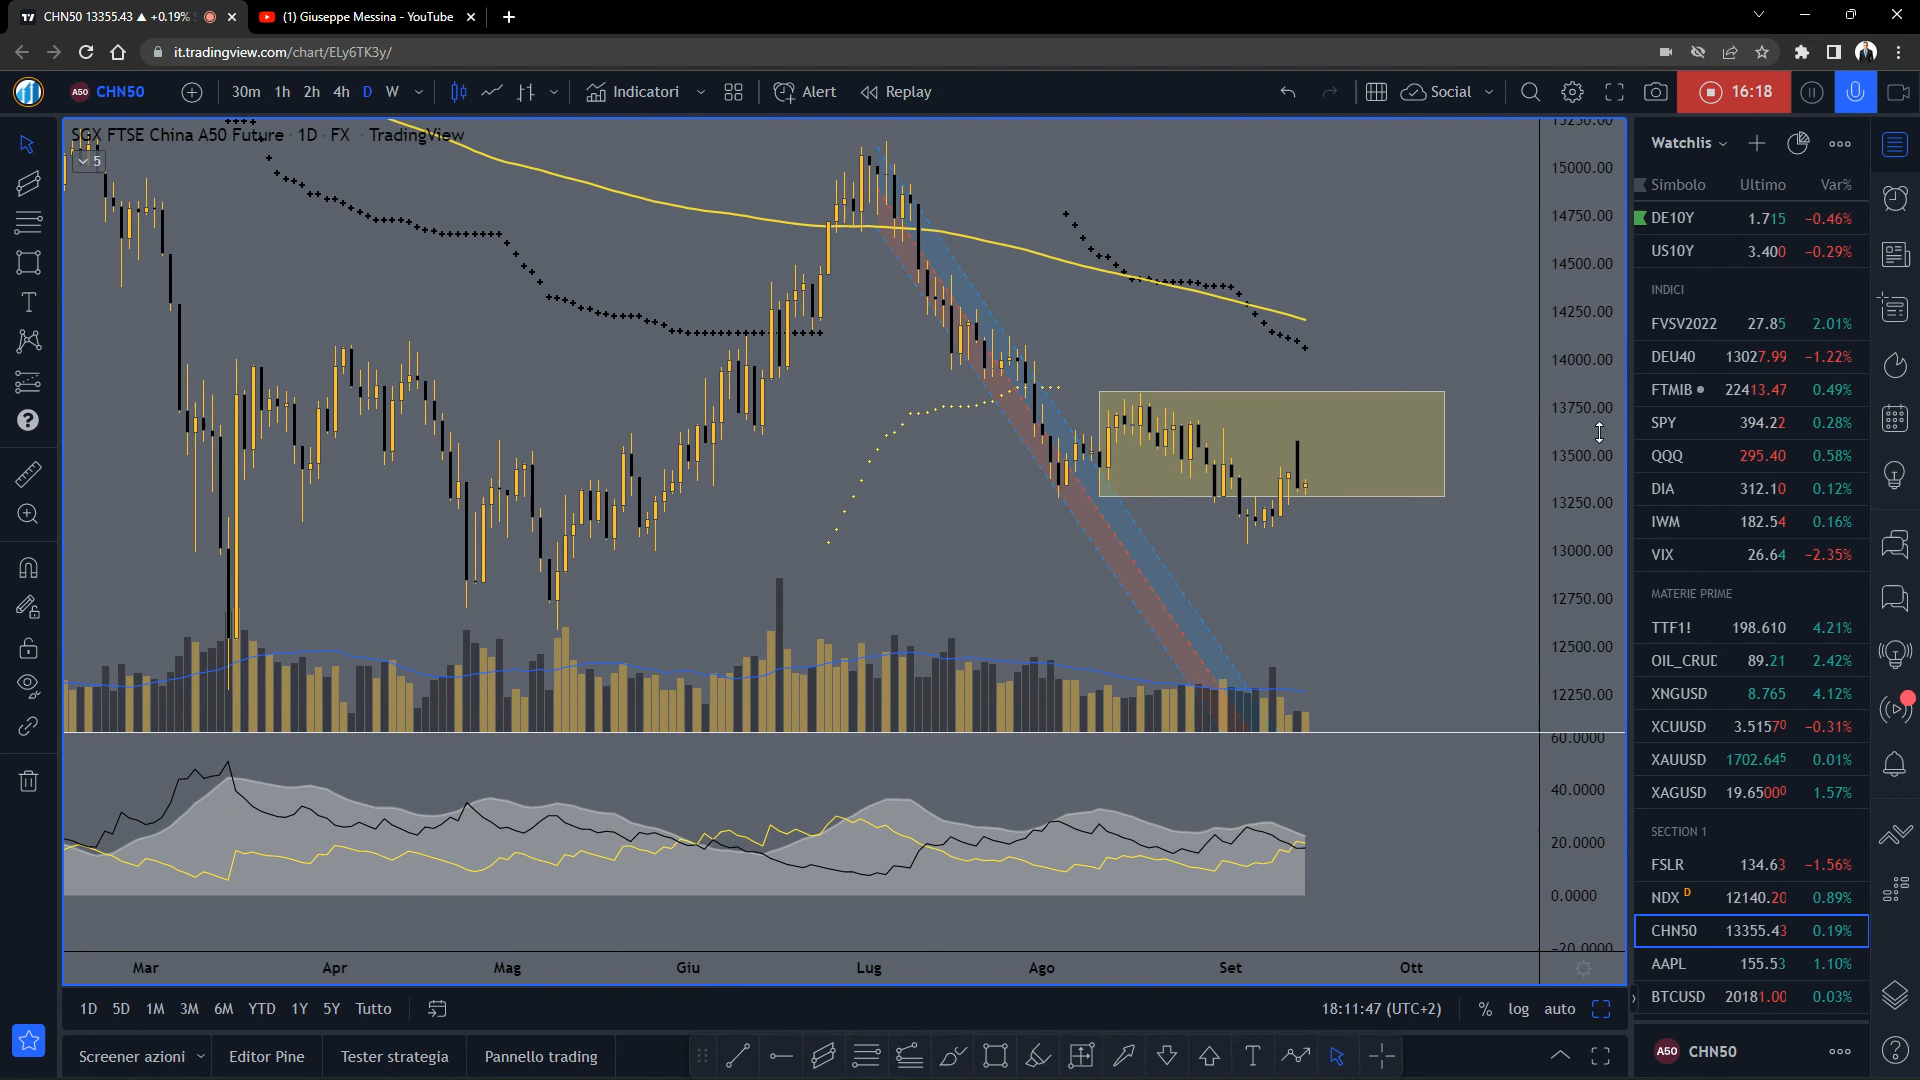 CHN50 13355.43 ▲ +0.19%
(1) Giuseppe Messina - YouTube
it.tradingview.com/chart/ELy6TK3y/
A50 CHN50
30m 1h 2h 4h D W
Indicatori
Alert
Replay
Social
16:18
SGX FTSE China A50 Future · 1D · FX · TradingView
5
15250.00
15000.00
14750.00
14500.00
14250.00
14000.00
13750.00
13500.00
13250.00
13000.00
12750.00
12500.00
12250.00
60.0000
40.0000
20.0000
0.0000
-20.0000
Mar Apr Mag Giu Lug Ago Set Ott
1D 5D 1M 3M 6M YTD 1Y 5Y Tutto
18:11:47 (UTC+2) % log auto
Screener azioni Editor Pine Tester strategia Pannello trading
Watchlis
Simbolo Ultimo Var%
DE10Y 1.715 −0.46%
US10Y 3.400 −0.29%
INDICI
FVSV2022 27.85 2.01%
DEU40 13027.99 −1.22%
FTMIB 22413.47 0.49%
SPY 394.22 0.28%
QQQ 295.40 0.58%
DIA 312.10 0.12%
IWM 182.54 0.16%
VIX 26.64 −2.35%
MATERIE PRIME
TTF1! 198.610 4.21%
OIL_CRUD 89.21 2.42%
XNGUSD 8.765 4.12%
XCUUSD 3.51570 −0.31%
XAUUSD 1702.645 0.01%
XAGUSD 19.65000 1.57%
SECTION 1
FSLR 134.63 −1.56%
NDX D 12140.20 0.89%
CHN50 13355.43 0.19%
AAPL 155.53 1.10%
BTCUSD 20181.00 0.03%
A50 CHN50